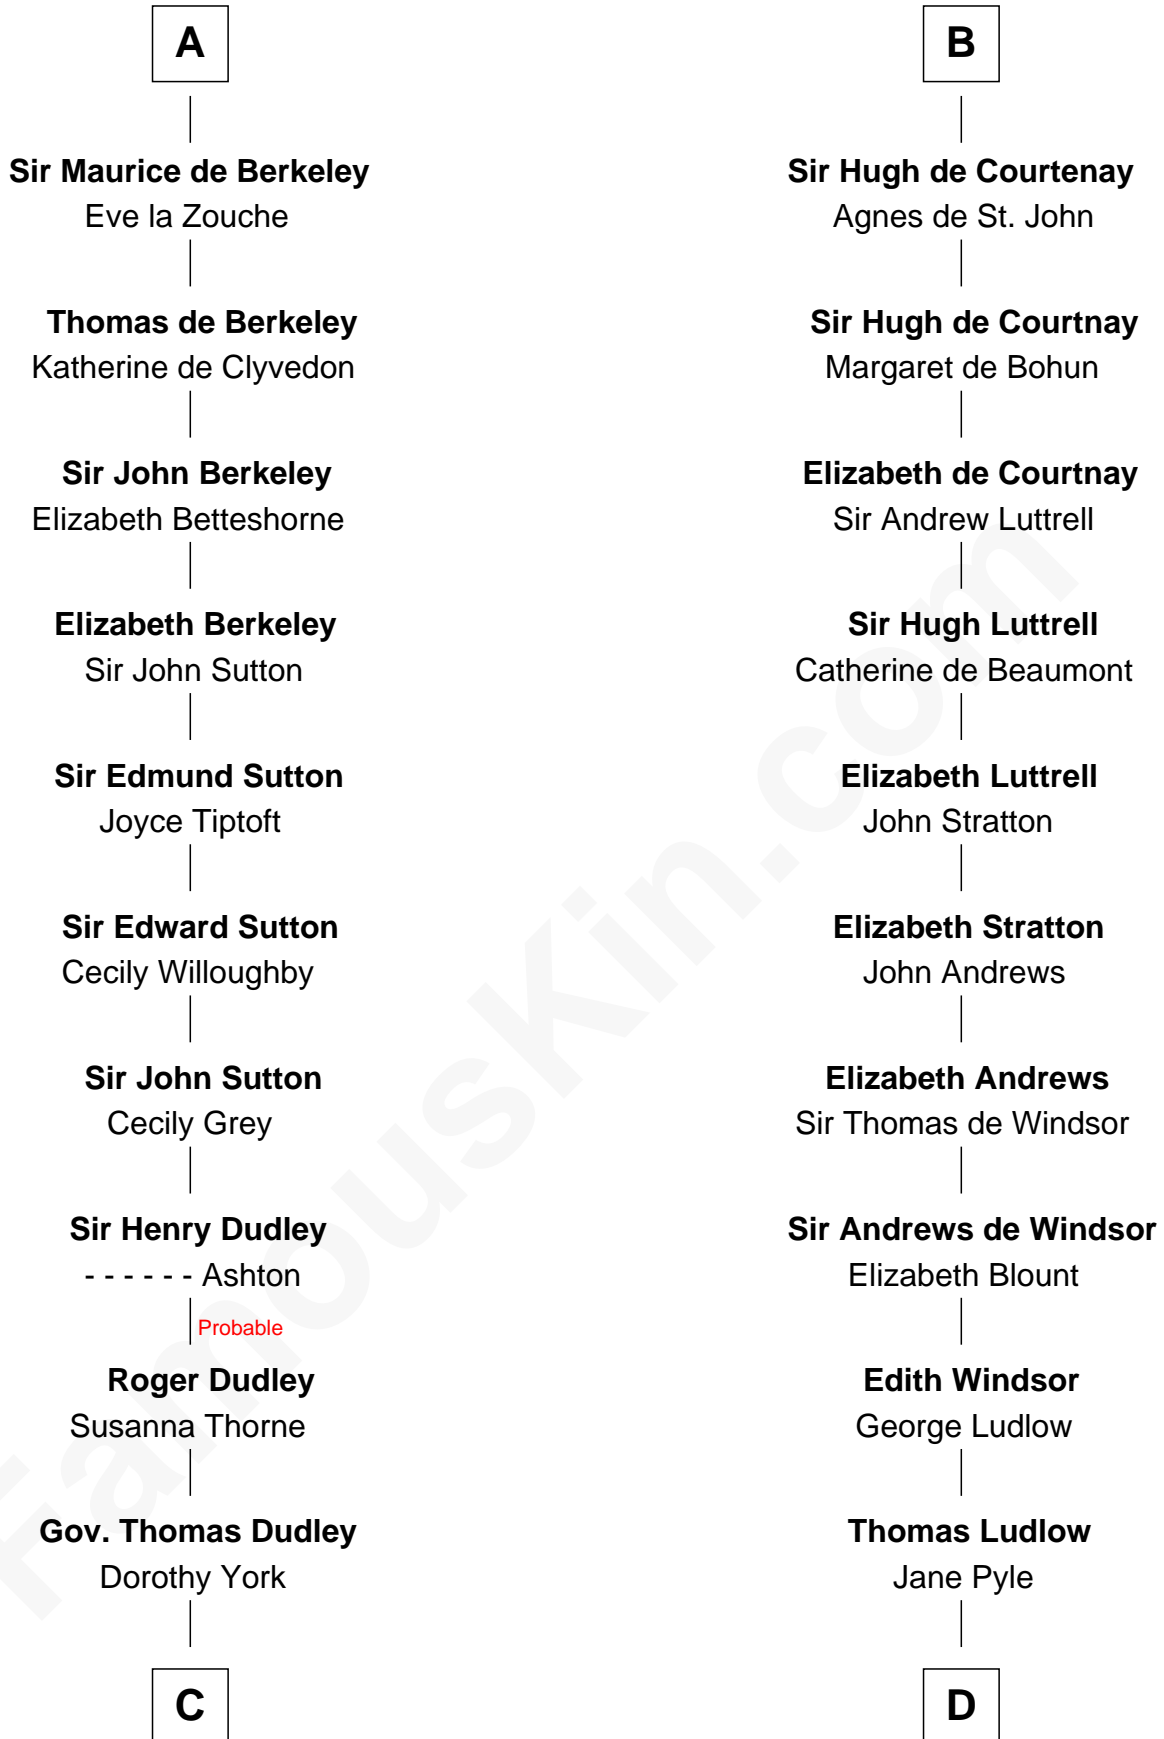 A
Sir Maurice de Berkeley
Eve la Zouche
Thomas de Berkeley
Katherine de Clyvedon
Sir John Berkeley
Elizabeth Betteshorne
Elizabeth Berkeley
Sir John Sutton
Sir Edmund Sutton
Joyce Tiptoft
Sir Edward Sutton
Cecily Willoughby
Sir John Sutton
Cecily Grey
Sir Henry Dudley
- - - - - - Ashton
Probable
Roger Dudley
Susanna Thorne
Gov. Thomas Dudley
Dorothy York
C
B
Sir Hugh de Courtenay
Agnes de St. John
Sir Hugh de Courtnay
Margaret de Bohun
Elizabeth de Courtnay
Sir Andrew Luttrell
Sir Hugh Luttrell
Catherine de Beaumont
Elizabeth Luttrell
John Stratton
Elizabeth Stratton
John Andrews
Elizabeth Andrews
Sir Thomas de Windsor
Sir Andrews de Windsor
Elizabeth Blount
Edith Windsor
George Ludlow
Thomas Ludlow
Jane Pyle
D
FamousKin.com